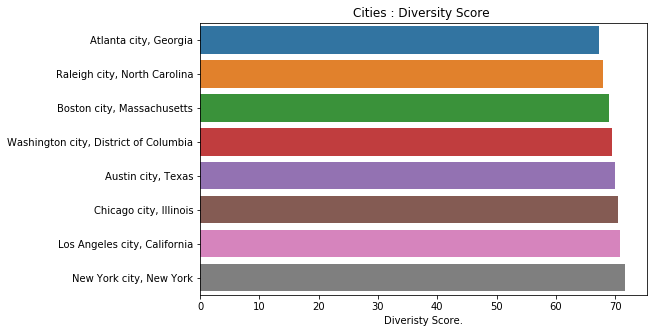 Cities : Diversity Score
Atlanta city, Georgia
Raleigh city, North Carolina
Boston city, Massachusetts
Washington city, District of Columbia
Austin city, Texas
Chicago city, Illinois
Los Angeles city, California
New York city, New York
0 10 20 30 40 50 60 70
Diveristy Score.